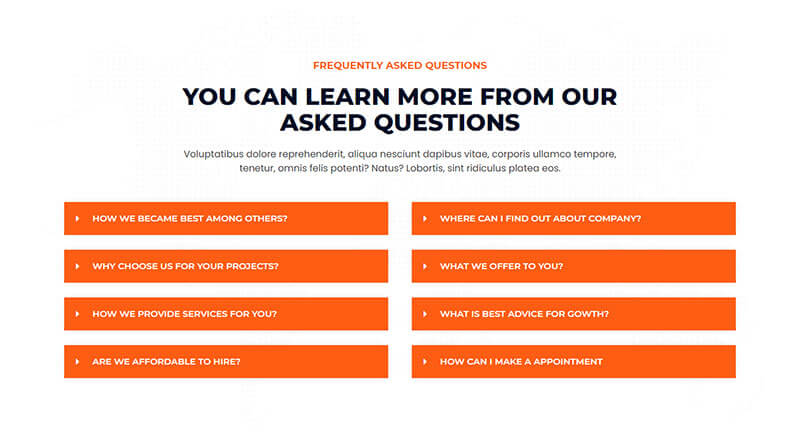 FREQUENTLY ASKED QUESTIONS
YOU CAN LEARN MORE FROM OUR
ASKED QUESTIONS
Voluptatibus dolore reprehenderit, aliqua nesciunt dapibus vitae, corporis ullamco tempore,
tenetur, omnis felis potenti? Natus? Lobortis, sint ridiculus platea eos.
HOW WE BECAME BEST AMONG OTHERS?
WHY CHOOSE US FOR YOUR PROJECTS?
HOW WE PROVIDE SERVICES FOR YOU?
ARE WE AFFORDABLE TO HIRE?
WHERE CAN I FIND OUT ABOUT COMPANY?
WHAT WE OFFER TO YOU?
WHAT IS BEST ADVICE FOR GOWTH?
HOW CAN I MAKE A APPOINTMENT